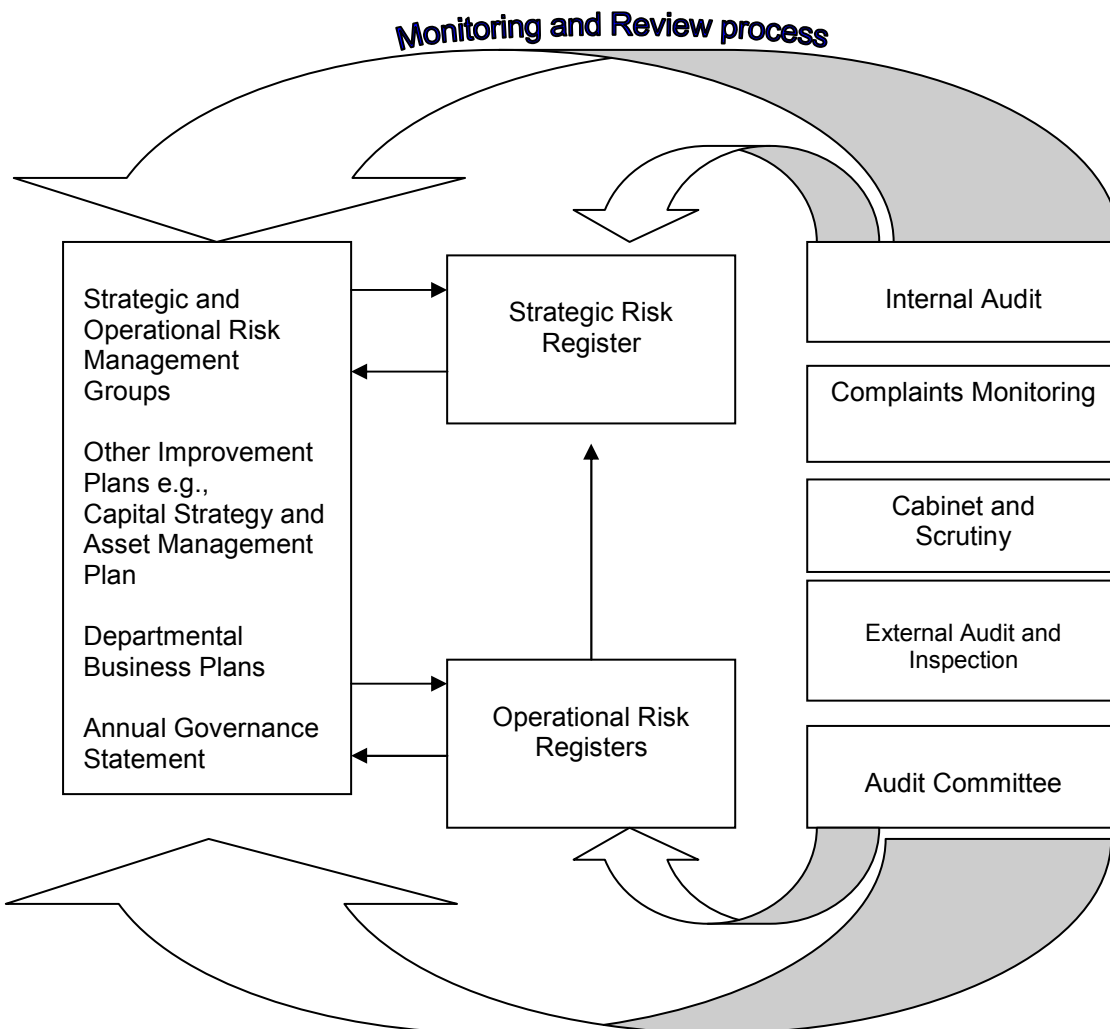 Monitoring and Review process
Strategic and
Operational Risk
Management
Groups
Other Improvement
Plans e.g.,
Capital Strategy and
Asset Management
Plan
Departmental
Business Plans
Annual Governance
Statement
Strategic Risk
Register
Operational Risk
Registers
Internal Audit
Complaints Monitoring
Cabinet and
Scrutiny
External Audit and
Inspection
Audit Committee